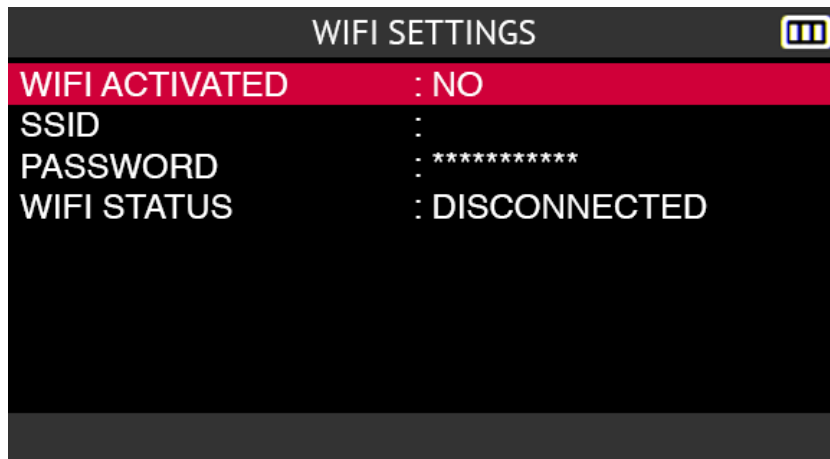 WIFI SETTINGS
WIFI ACTIVATED : NO
SSID :
PASSWORD : ***********
WIFI STATUS : DISCONNECTED